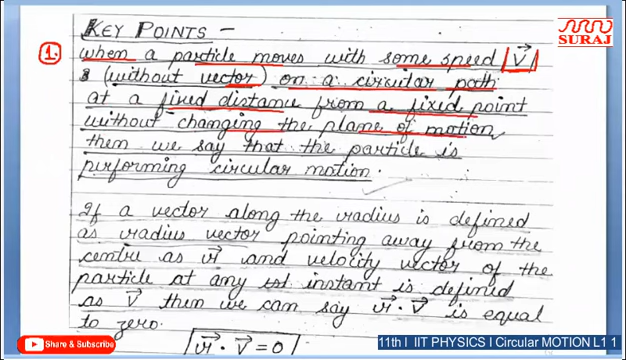 KEY POINTS –
SURAJ
1. when a particle moves with some speed |V⃗|
(without vector) on a circular path
at a fixed distance from a fixed point
without changing the plane of motion,
then we say that the particle is
performing circular motion.
If a vector along the radius is defined
as radius vector pointing away from the
centre as r⃗ and velocity vector of the
particle at any instant is defined
as V⃗ then we can say r⃗ · V⃗ is equal
to zero.
r⃗ · V⃗ = 0
Share & Subscribe
11th I IIT PHYSICS I Circular MOTION L1 1